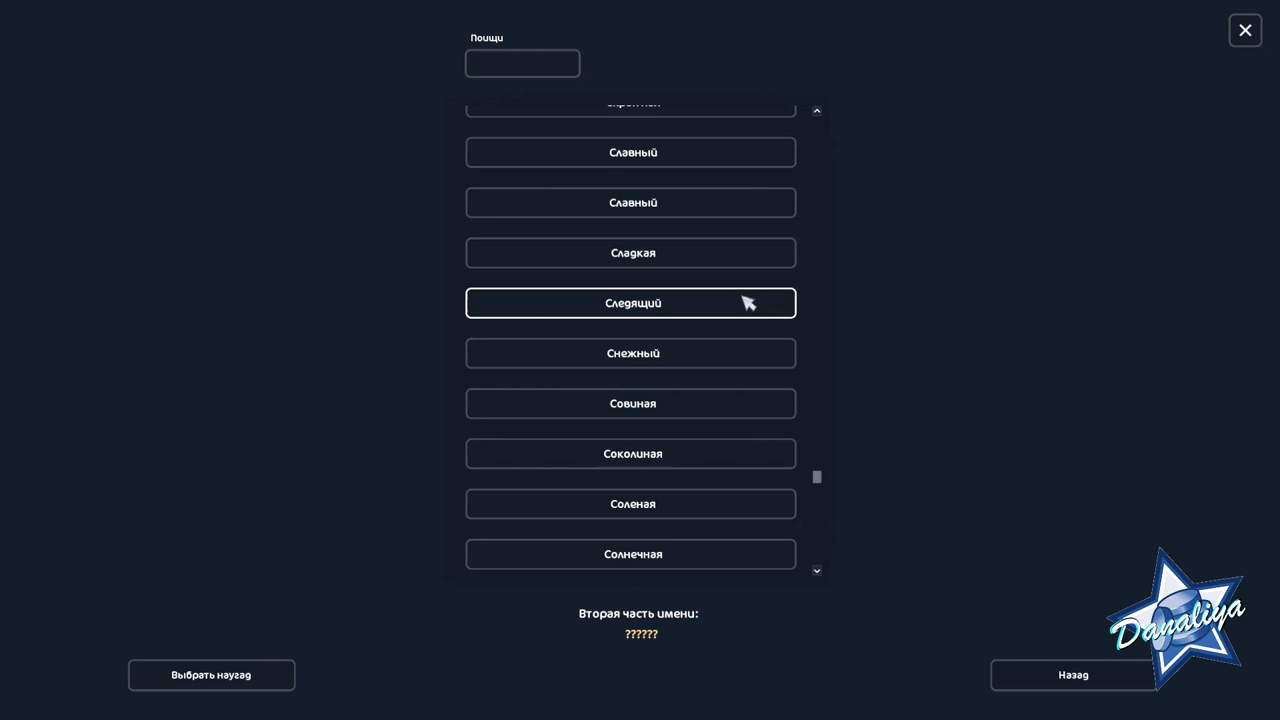 Поищи
Славный
Славный
Сладкая
Следящий
Снежный
Совиная
Соколиная
Соленая
Солнечная
Вторая часть имени:
??????
Выбрать наугад
Назад
Danaliya